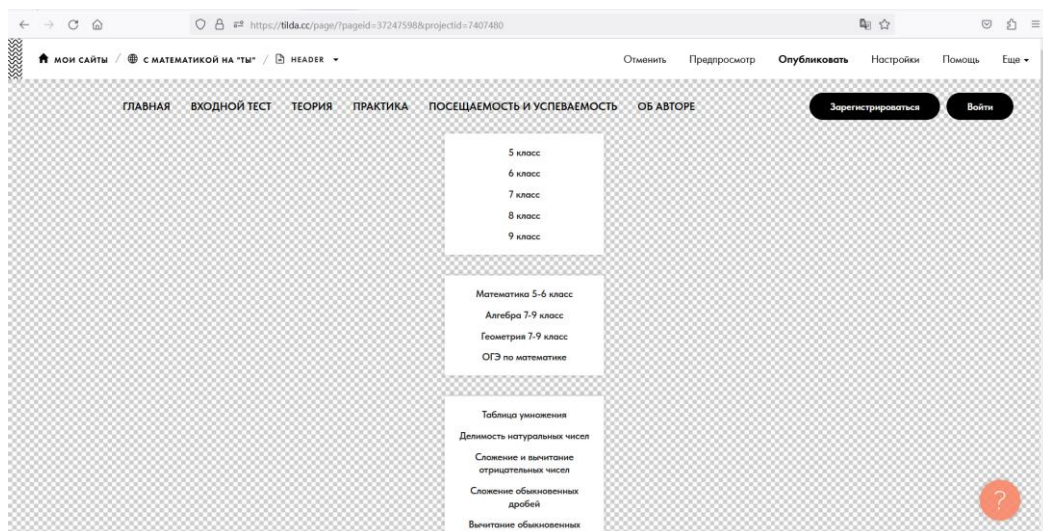 https://tilda.cc/page/?pageid=37247598&projectid=7407480
МОИ САЙТЫ / С МАТЕМАТИКОЙ НА "ТЫ" / HEADER Отменить Предпросмотр Опубликовать Настройки Помощь Еще
ГЛАВНАЯ ВХОДНОЙ ТЕСТ ТЕОРИЯ ПРАКТИКА ПОСЕЩАЕМОСТЬ И УСПЕВАЕМОСТЬ ОБ АВТОРЕ Зарегистрироваться Войти
5 класс
6 класс
7 класс
8 класс
9 класс
Математика 5-6 класс
Алгебра 7-9 класс
Геометрия 7-9 класс
ОГЭ по математике
Таблица умножения
Делимость натуральных чисел
Сложение и вычитание
отрицательных чисел
Сложение обыкновенных
дробей
Вычитание обыкновенных
?